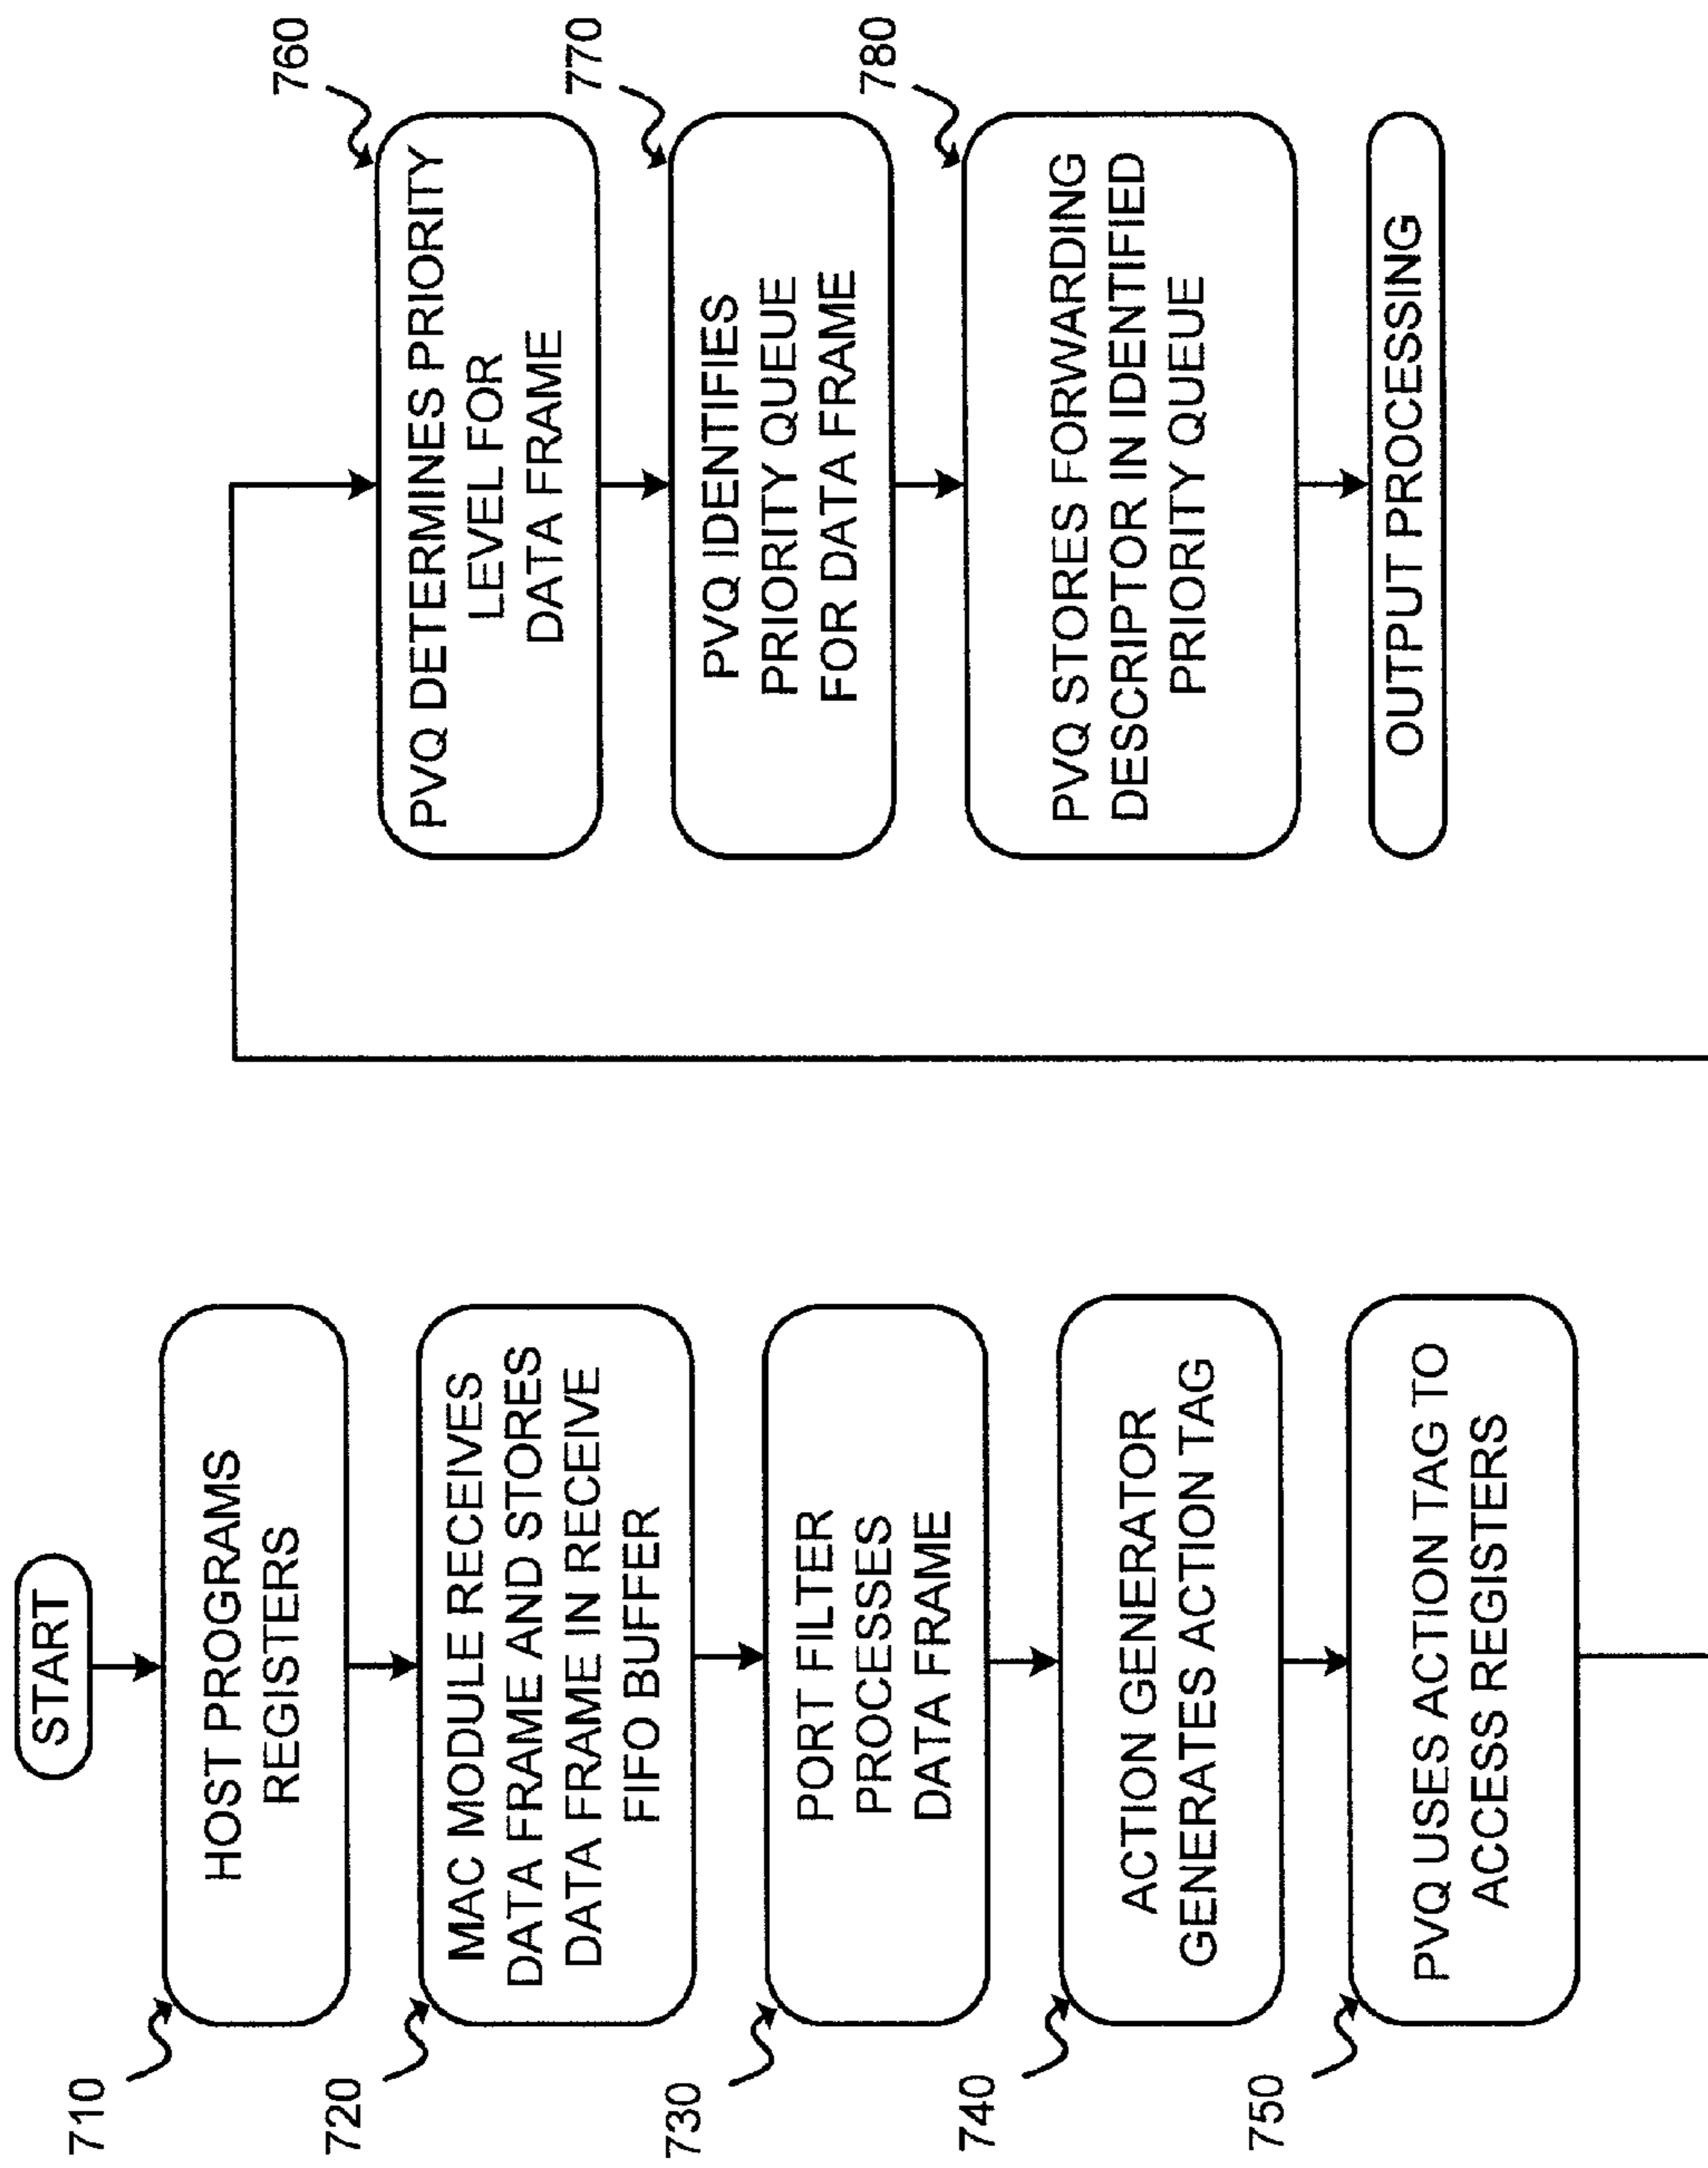 START
710
HOST PROGRAMS
REGISTERS
720
MAC MODULE RECEIVES
DATA FRAME AND STORES
DATA FRAME IN RECEIVE
FIFO BUFFER
730
PORT FILTER
PROCESSES
DATA FRAME
740
ACTION GENERATOR
GENERATES ACTION TAG
750
PVQ USES ACTION TAG TO
ACCESS REGISTERS
760
PVQ DETERMINES PRIORITY
LEVEL FOR
DATA FRAME
770
PVQ IDENTIFIES
PRIORITY QUEUE
FOR DATA FRAME
780
PVQ STORES FORWARDING
DESCRIPTOR IN IDENTIFIED
PRIORITY QUEUE
OUTPUT PROCESSING